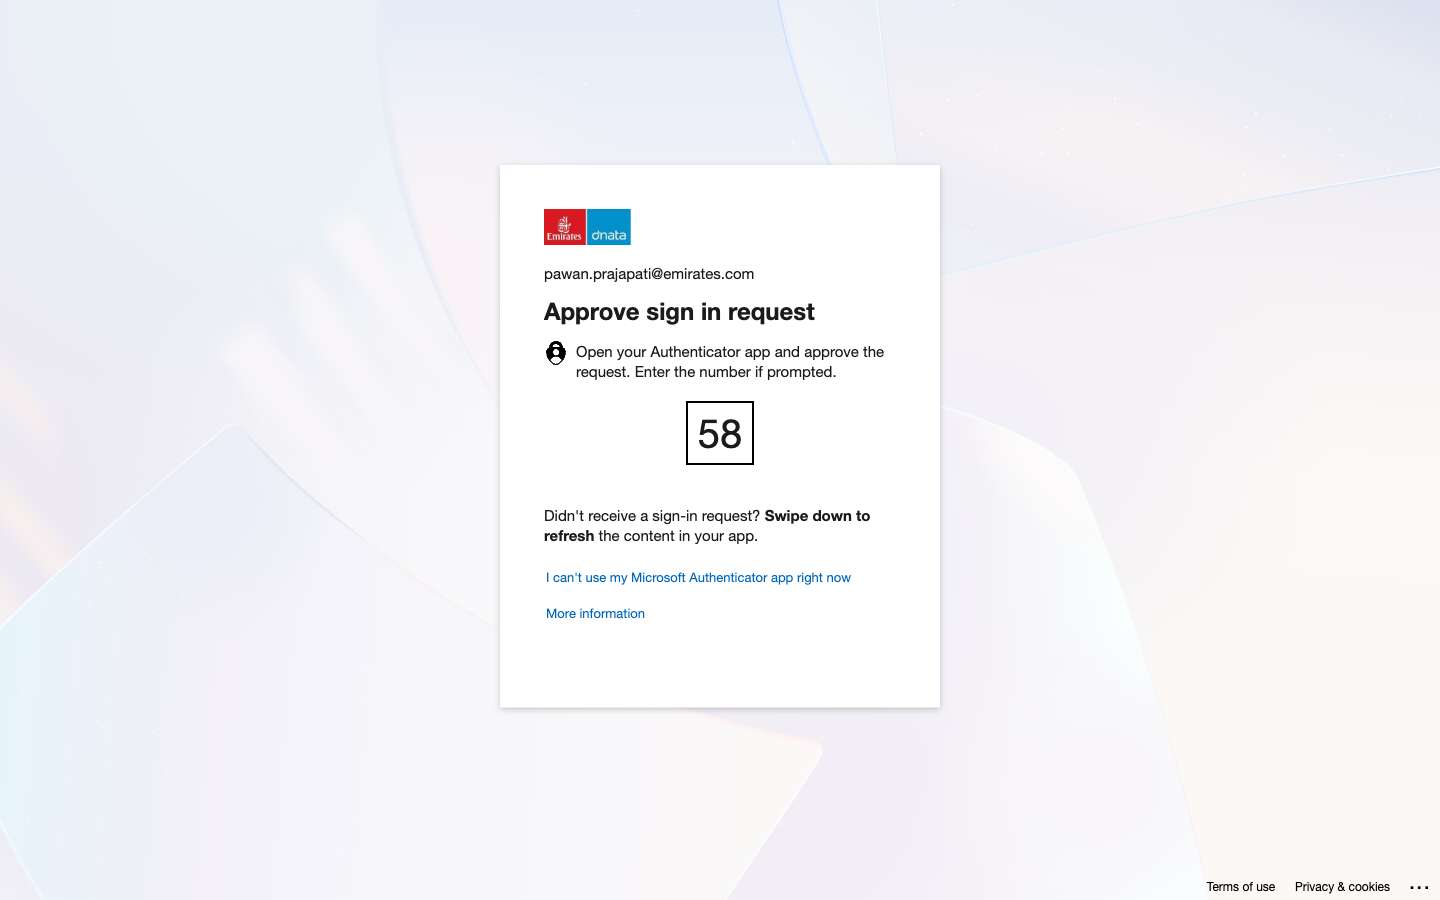 Emirates dnata
pawan.prajapati@emirates.com
Approve sign in request
Open your Authenticator app and approve the
request. Enter the number if prompted.
58
Didn't receive a sign-in request? Swipe down to
refresh the content in your app.
I can't use my Microsoft Authenticator app right now
More information
Terms of use Privacy & cookies ...